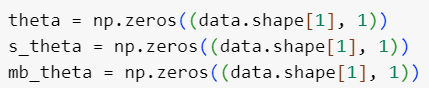 theta = np.zeros((data.shape[1], 1))
s_theta = np.zeros((data.shape[1], 1))
mb_theta = np.zeros((data.shape[1], 1))